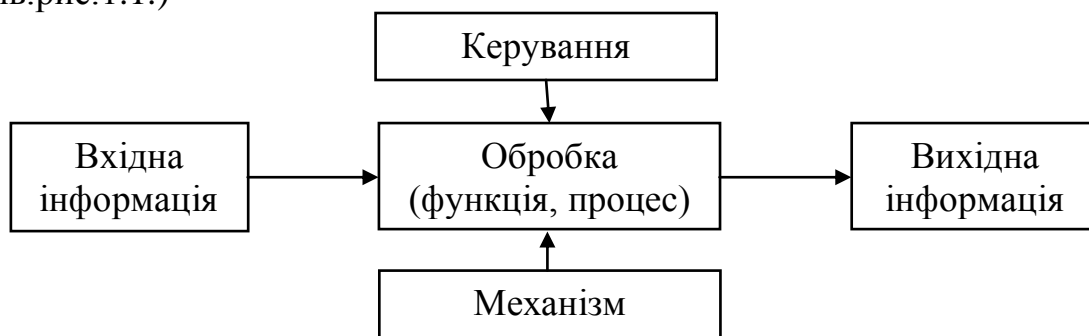 Керування
Вхідна
інформація
Обробка
(функція, процес)
Вихідна
інформація
Механізм